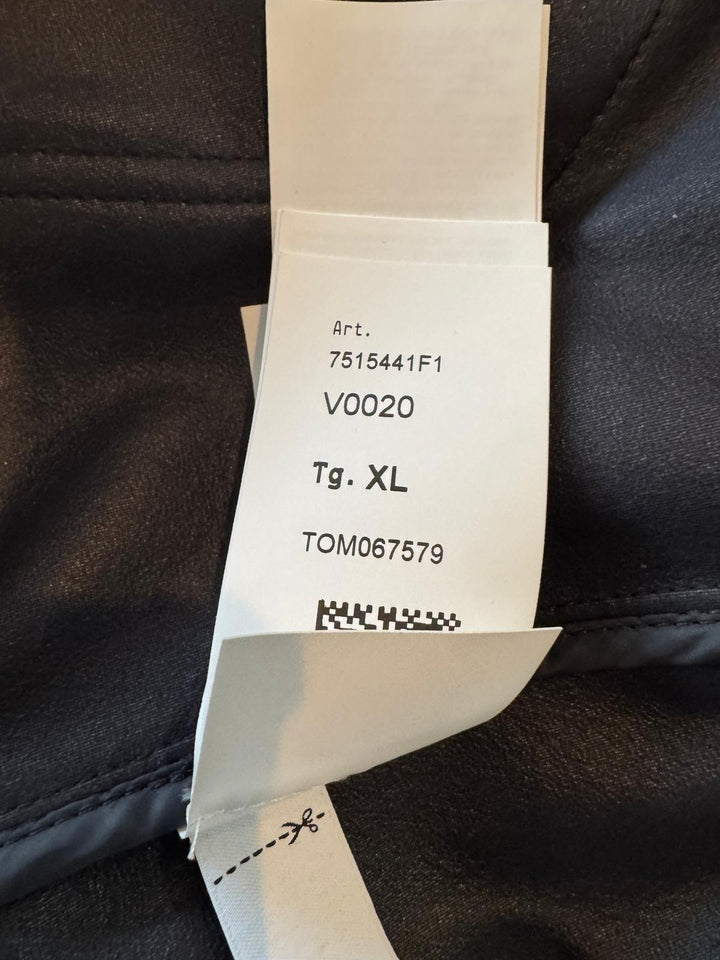 Art.
7515441F1
V0020
Tg. XL
TOM067579